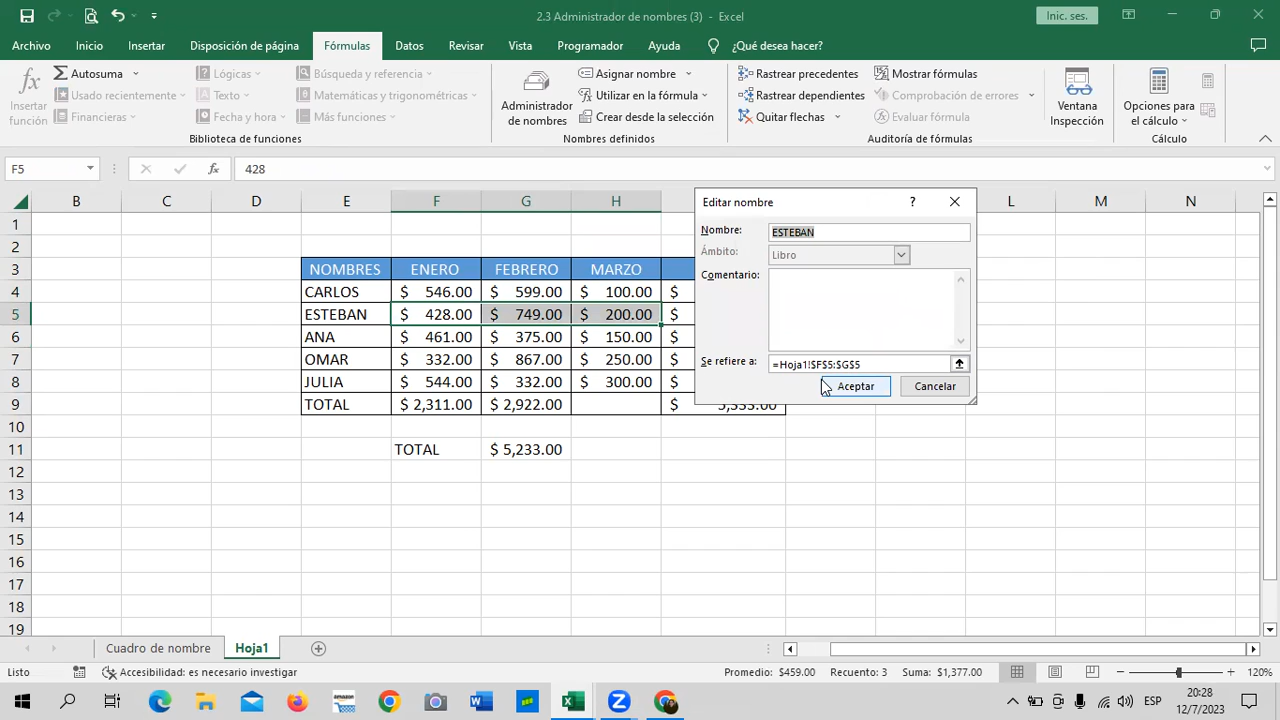 2.3 Administrador de nombres (3) - Excel
Inic. ses.
Archivo Inicio Insertar Disposición de página Fórmulas Datos Revisar Vista Programador Ayuda ¿Qué desea hacer?
fx Insertar función
Autosuma
Usado recientemente
Financieras
Lógicas
Texto
Fecha y hora
Búsqueda y referencia
Matemáticas y trigonométricas
Más funciones
Biblioteca de funciones
Administrador de nombres
Asignar nombre
Utilizar en la fórmula
Crear desde la selección
Nombres definidos
Rastrear precedentes
Rastrear dependientes
Quitar flechas
Mostrar fórmulas
Comprobación de errores
Evaluar fórmula
Auditoría de fórmulas
Ventana Inspección
Opciones para el cálculo
Cálculo
F5 fx 428
B C D E F G H L M N
1
2
3 NOMBRES ENERO FEBRERO MARZO
4 CARLOS $ 546.00 $ 599.00 $ 100.00 $
5 ESTEBAN $ 428.00 $ 749.00 $ 200.00 $
6 ANA $ 461.00 $ 375.00 $ 150.00 $
7 OMAR $ 332.00 $ 867.00 $ 250.00 $
8 JULIA $ 544.00 $ 332.00 $ 300.00 $
9 TOTAL $ 2,311.00 $ 2,922.00 $
10
11 TOTAL $ 5,233.00
12
13
14
15
16
17
18
19
Editar nombre ?
Nombre: ESTEBAN
Ámbito: Libro
Comentario:
Se refiere a: =Hoja1!$F$5:$G$5
Aceptar Cancelar
Cuadro de nombre Hoja1
Listo Accesibilidad: es necesario investigar Promedio: $459.00 Recuento: 3 Suma: $1,377.00 120%
amazon
ESP
20:28
12/7/2023